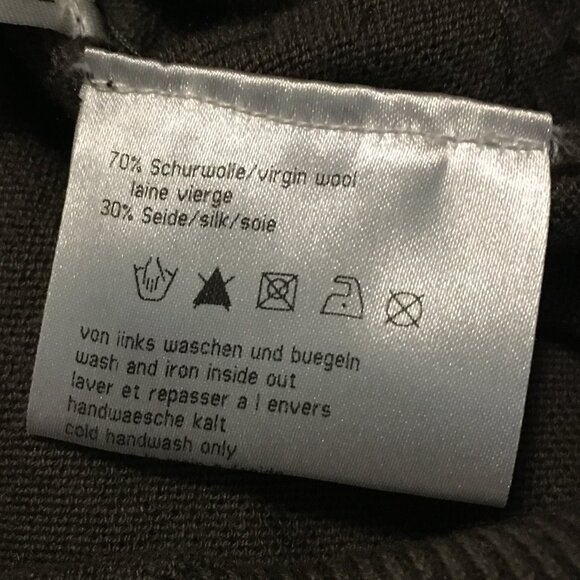 70% Schurwolle/virgin wool
laine vierge
30% Seide/silk/soie
von links waschen und buegeln
wash and iron inside out
laver et repasser a l envers
handwaesche kalt
cold handwash only